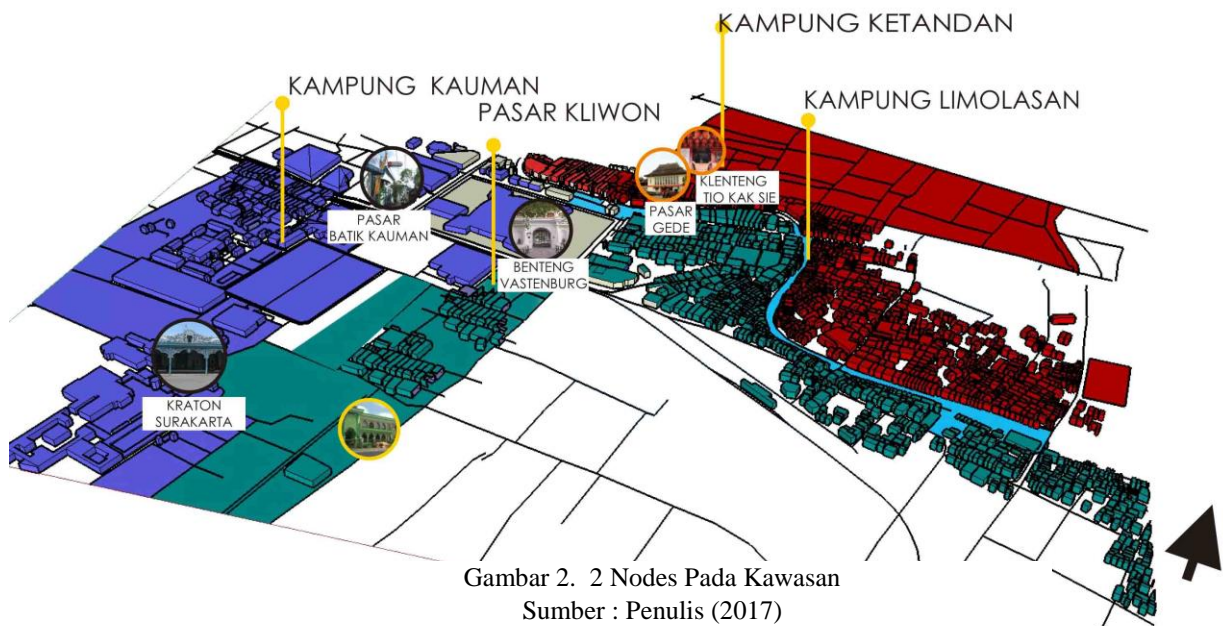 KAMPUNG KETANDAN
KAMPUNG KAUMAN
PASAR KLIWON
KAMPUNG LIMOLASAN
KLENTENG
TIO KAK SIE
PASAR
GEDE
PASAR
BATIK KAUMAN
BENTENG
VASTENBURG
KRATON
SURAKARTA
Gambar 2. 2 Nodes Pada Kawasan
Sumber : Penulis (2017)